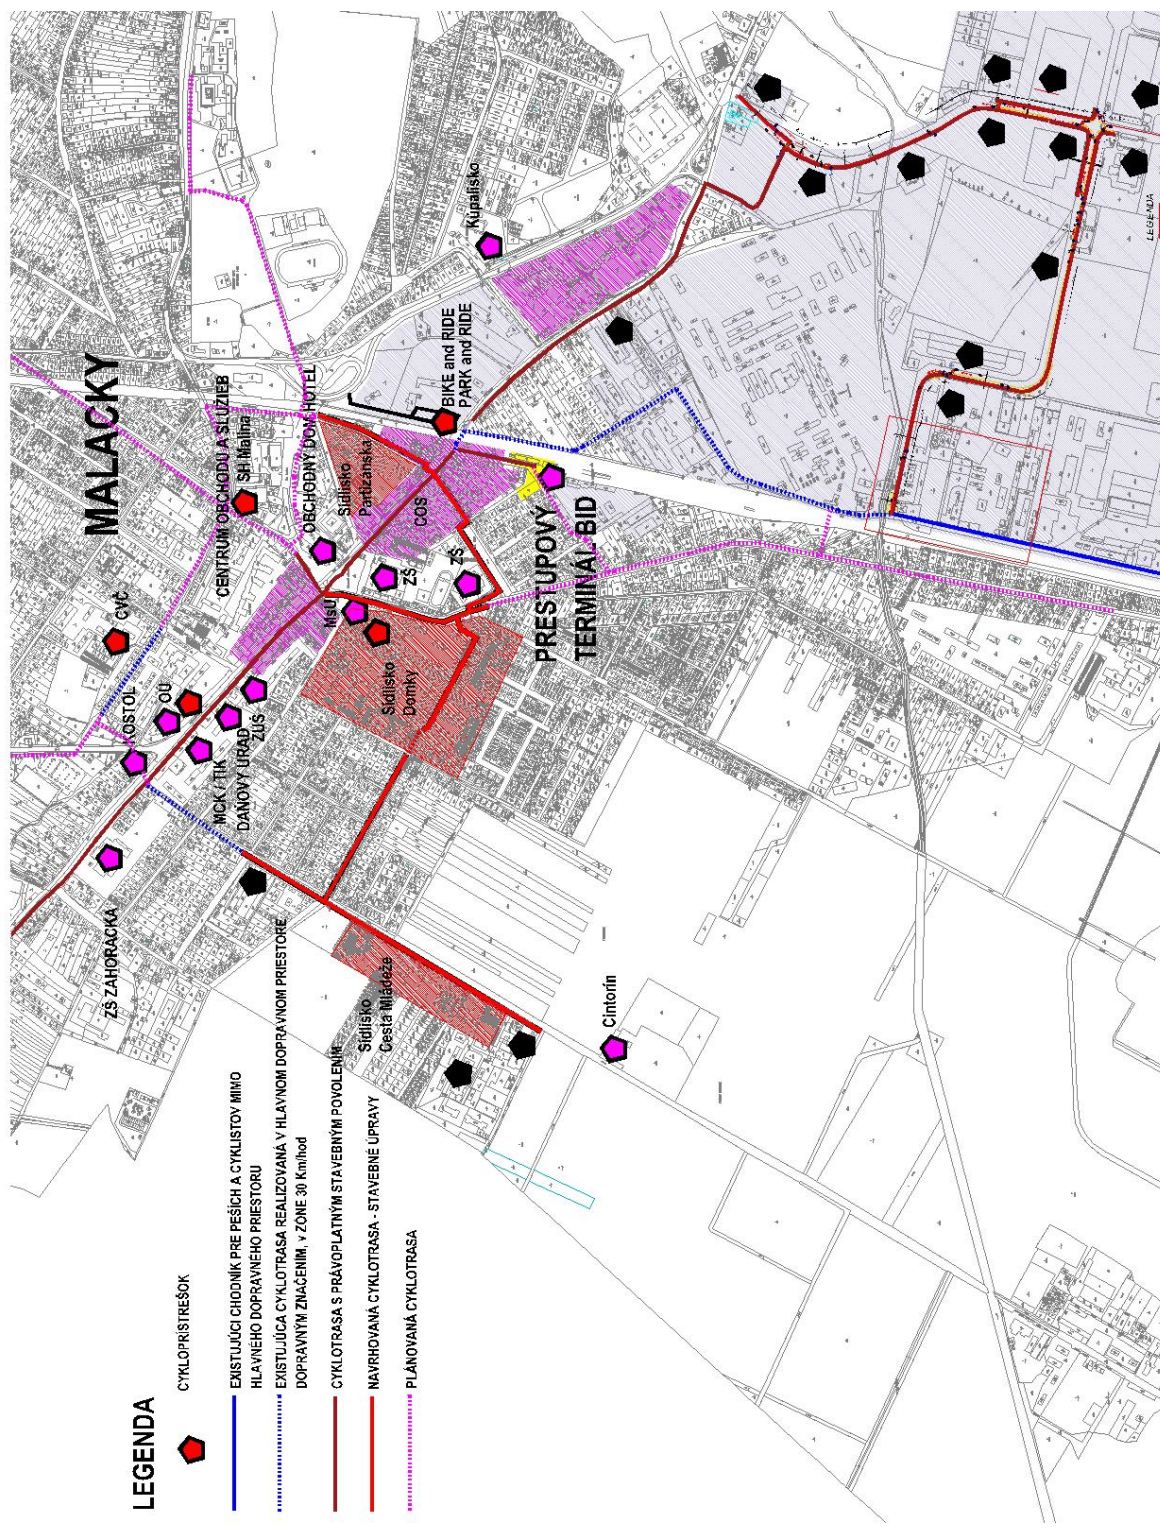 MALACKY
Kúpalisko
BIKE and RIDE
PARK and RIDE
CENTRUM OBCHODU A SLUŽIEB
SH Malina
OBCHODNÝ DOM
HOTEL
Sídlisko
Partizánska
COS
CVČ
MsÚ
ZŠ
ZŠ
PRESTUPOVÝ
TERMINÁL BID
KOSTOL
OU
ZUŠ
MCK / TIK
DAŇOVÝ ÚRAD
Sídlisko
Domky
ZŠ ZÁHORÁCKA
Sídlisko
Cesta Mládeže
Cintorín
LEGENDA
LEGENDA
CYKLOPRÍSTREŠOK
EXISTUJÚCI CHODNÍK PRE PEŠÍCH A CYKLISTOV MIMO
HLAVNÉHO DOPRAVNÉHO PRIESTORU
EXISTUJÚCA CYKLOTRASA REALIZOVANÁ V HLAVNOM DOPRAVNOM PRIESTORE
DOPRAVNÝM ZNAČENÍM, v ZÓNE 30 Km/hod
CYKLOTRASA S PRÁVOPLATNÝM STAVEBNÝM POVOLENÍM
NAVRHOVANÁ CYKLOTRASA - STAVEBNÉ ÚPRAVY
PLÁNOVANÁ CYKLOTRASA